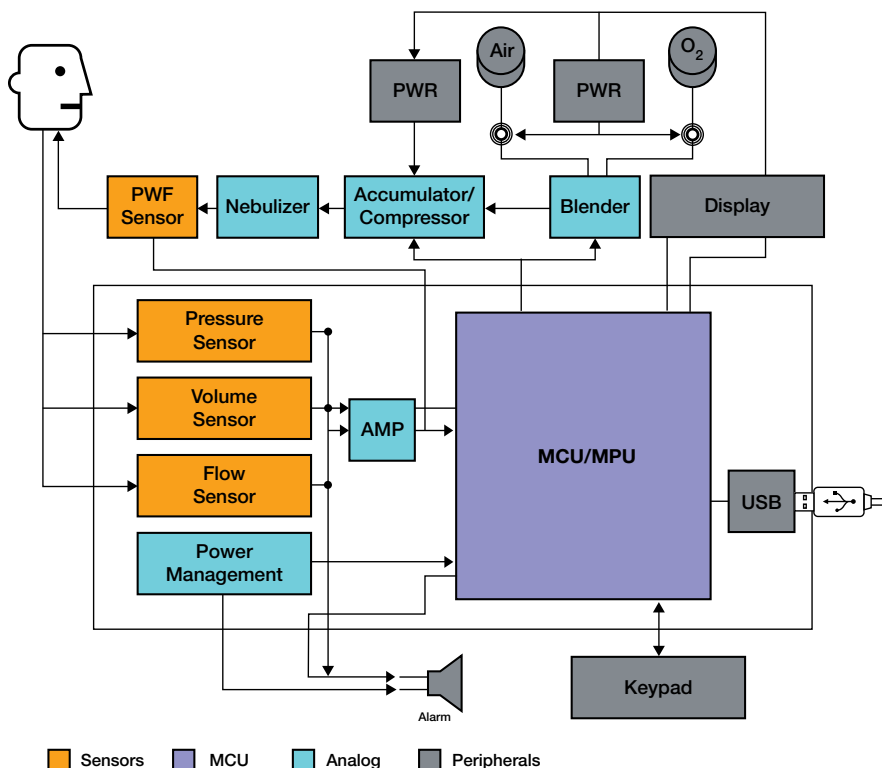 Air
O2
PWR
PWR
PWF
Sensor
Nebulizer
Accumulator/
Compressor
Blender
Display
Pressure
Sensor
Volume
Sensor
AMP
MCU/MPU
Flow
Sensor
USB
Power
Management
Keypad
Alarm
Sensors
MCU
Analog
Peripherals